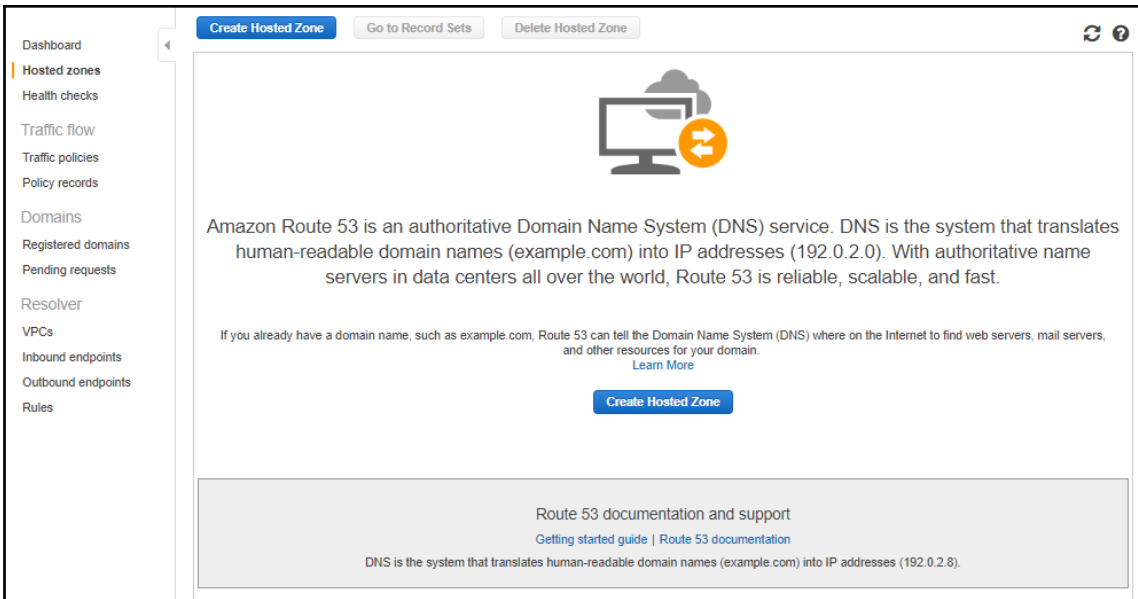 Create Hosted Zone
Go to Record Sets
Delete Hosted Zone
Dashboard
Hosted zones
Health checks
Traffic flow
Traffic policies
Policy records
Domains
Registered domains
Pending requests
Resolver
VPCs
Inbound endpoints
Outbound endpoints
Rules
Amazon Route 53 is an authoritative Domain Name System (DNS) service. DNS is the system that translates
human-readable domain names (example.com) into IP addresses (192.0.2.0). With authoritative name
servers in data centers all over the world, Route 53 is reliable, scalable, and fast.
If you already have a domain name, such as example.com, Route 53 can tell the Domain Name System (DNS) where on the Internet to find web servers, mail servers,
and other resources for your domain.
Learn More
Create Hosted Zone
Route 53 documentation and support
Getting started guide | Route 53 documentation
DNS is the system that translates human-readable domain names (example.com) into IP addresses (192.0.2.8).